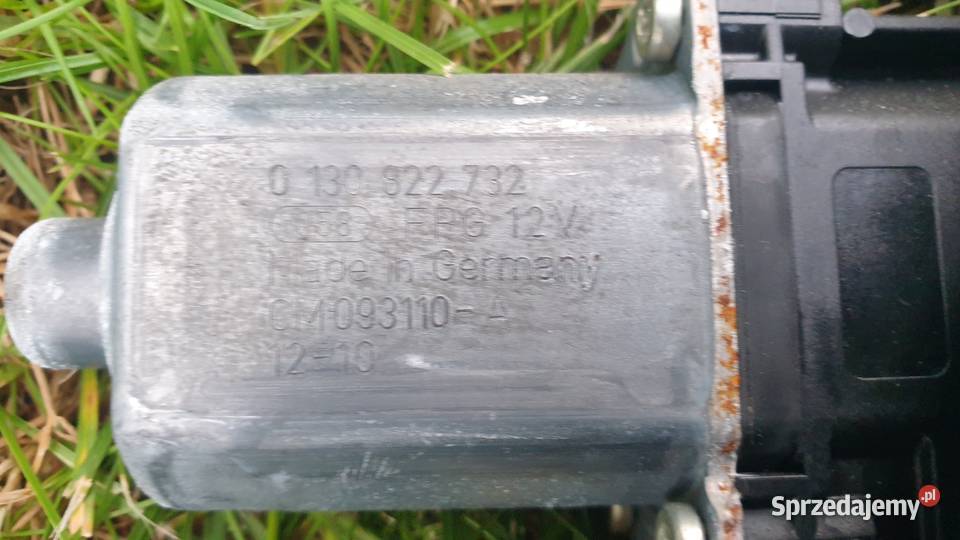 0 130 822 732
FPG 12 V
Made in Germany
CM093110-A
12-10
Sprzedajemy.pl